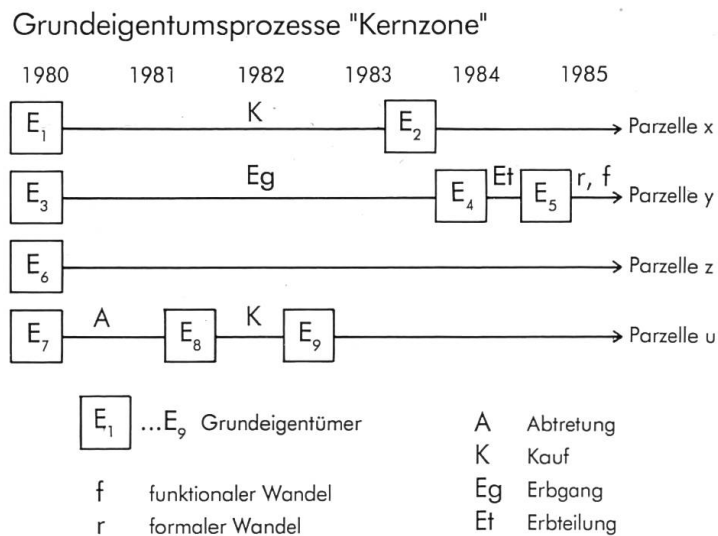 Grundeigentumsprozesse "Kernzone"
1980 1981 1982 1983 1984 1985
E₁ K E₂ Parzelle x
E₃ Eg E₄ Et E₅ r, f Parzelle y
E₆ Parzelle z
E₇ A E₈ K E₉ Parzelle u
E₁ ...E₉ Grundeigentümer
f funktionaler Wandel
r formaler Wandel
A Abtretung
K Kauf
Eg Erbgang
Et Erbteilung